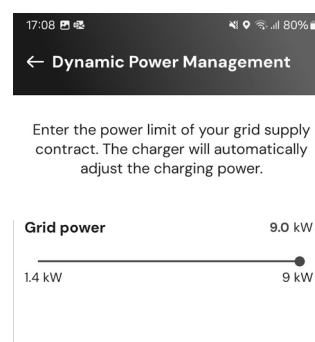 17:08 80%
← Dynamic Power Management
Enter the power limit of your grid supply
contract. The charger will automatically
adjust the charging power.
Grid power 9.0 kW
1.4 kW 9 kW